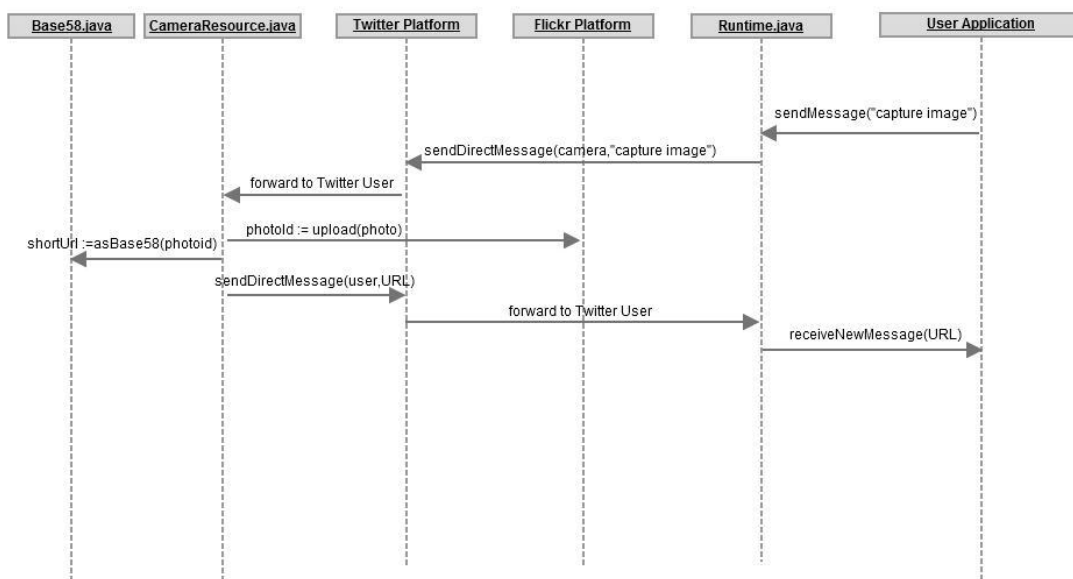 Base58.java
CameraResource.java
Twitter Platform
Flickr Platform
Runtime.java
User Application
sendMessage("capture image")
sendDirectMessage(camera,"capture image")
forward to Twitter User
photoId := upload(photo)
shortUrl :=asBase58(photoid)
sendDirectMessage(user,URL)
forward to Twitter User
receiveNewMessage(URL)